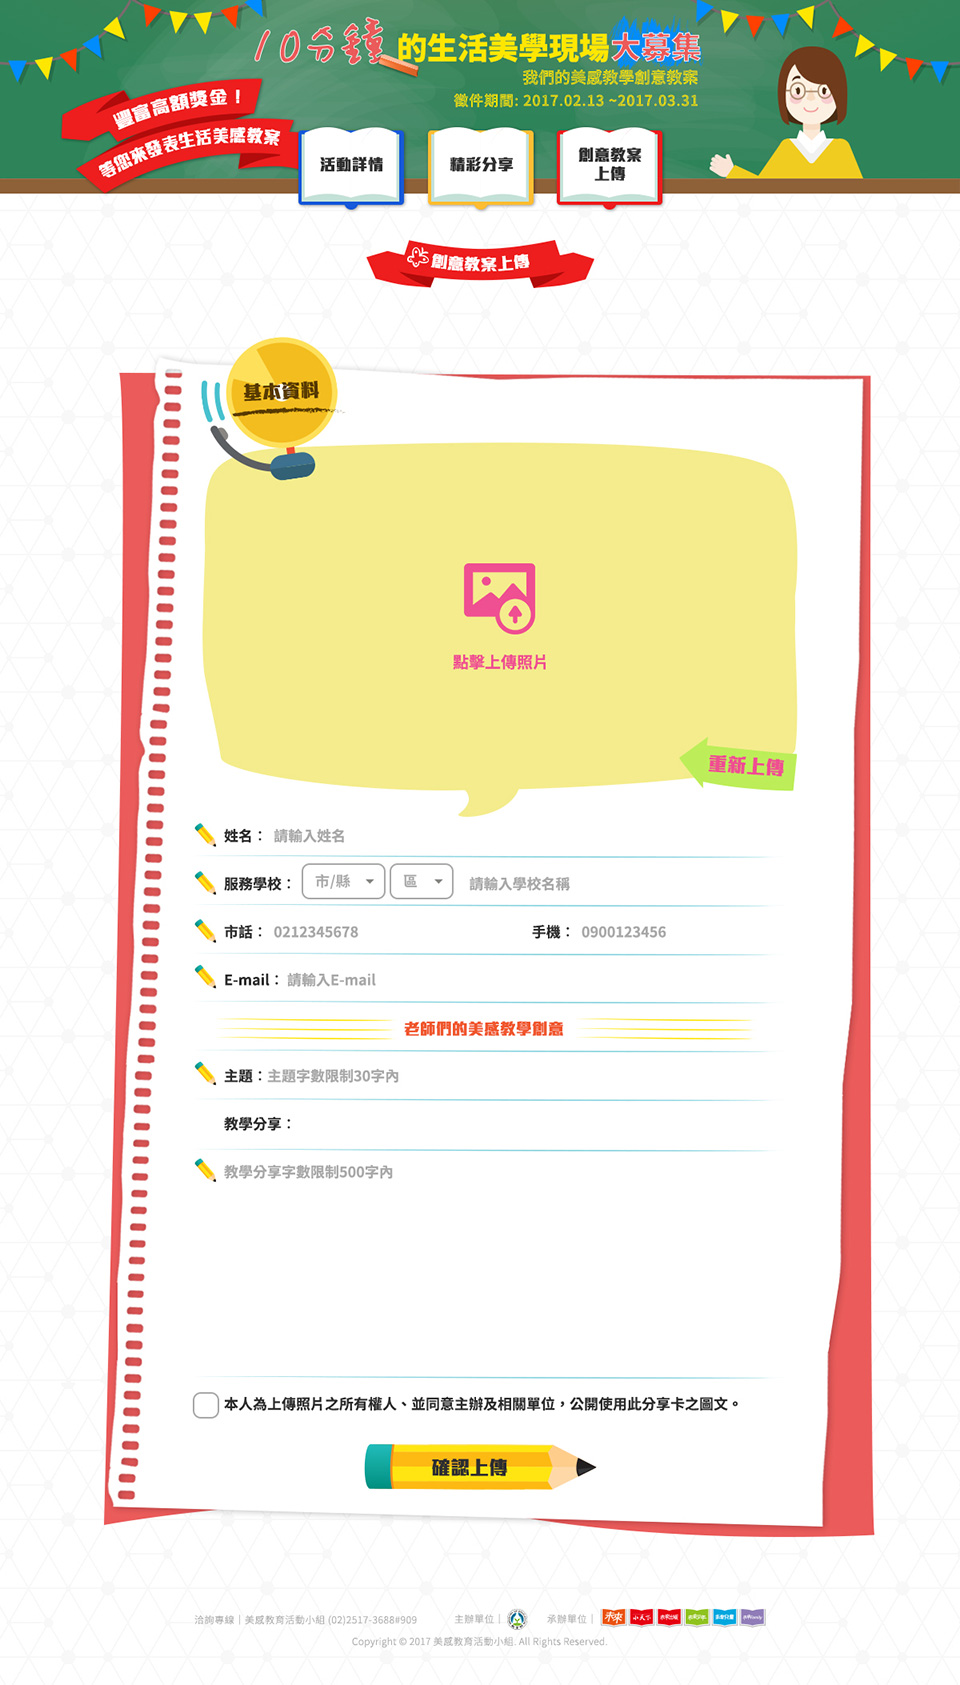 10分鐘 的生活美學現場大募集
我們的美感教學創意教案
徵件期間: 2017.02.13 ~2017.03.31
豐富高額獎金！
等您來發表生活美感教案
活動詳情
精彩分享
創意教案
上傳
創意教案上傳
基本資料
點擊上傳照片
重新上傳
姓名： 請輸入姓名
服務學校： 市/縣 區 請輸入學校名稱
市話： 0212345678 手機： 0900123456
E-mail： 請輸入E-mail
老師們的美感教學創意
主題：主題字數限制30字內
教學分享：
教學分享字數限制500字內
本人為上傳照片之所有權人、並同意主辦及相關單位，公開使用此分享卡之圖文。
確認上傳
洽詢專線｜美感教育活動小組 (02)2517-3688#909 主辦單位｜ 承辦單位｜ 未來 小天下
Copyright © 2017 美感教育活動小組. All Rights Reserved.